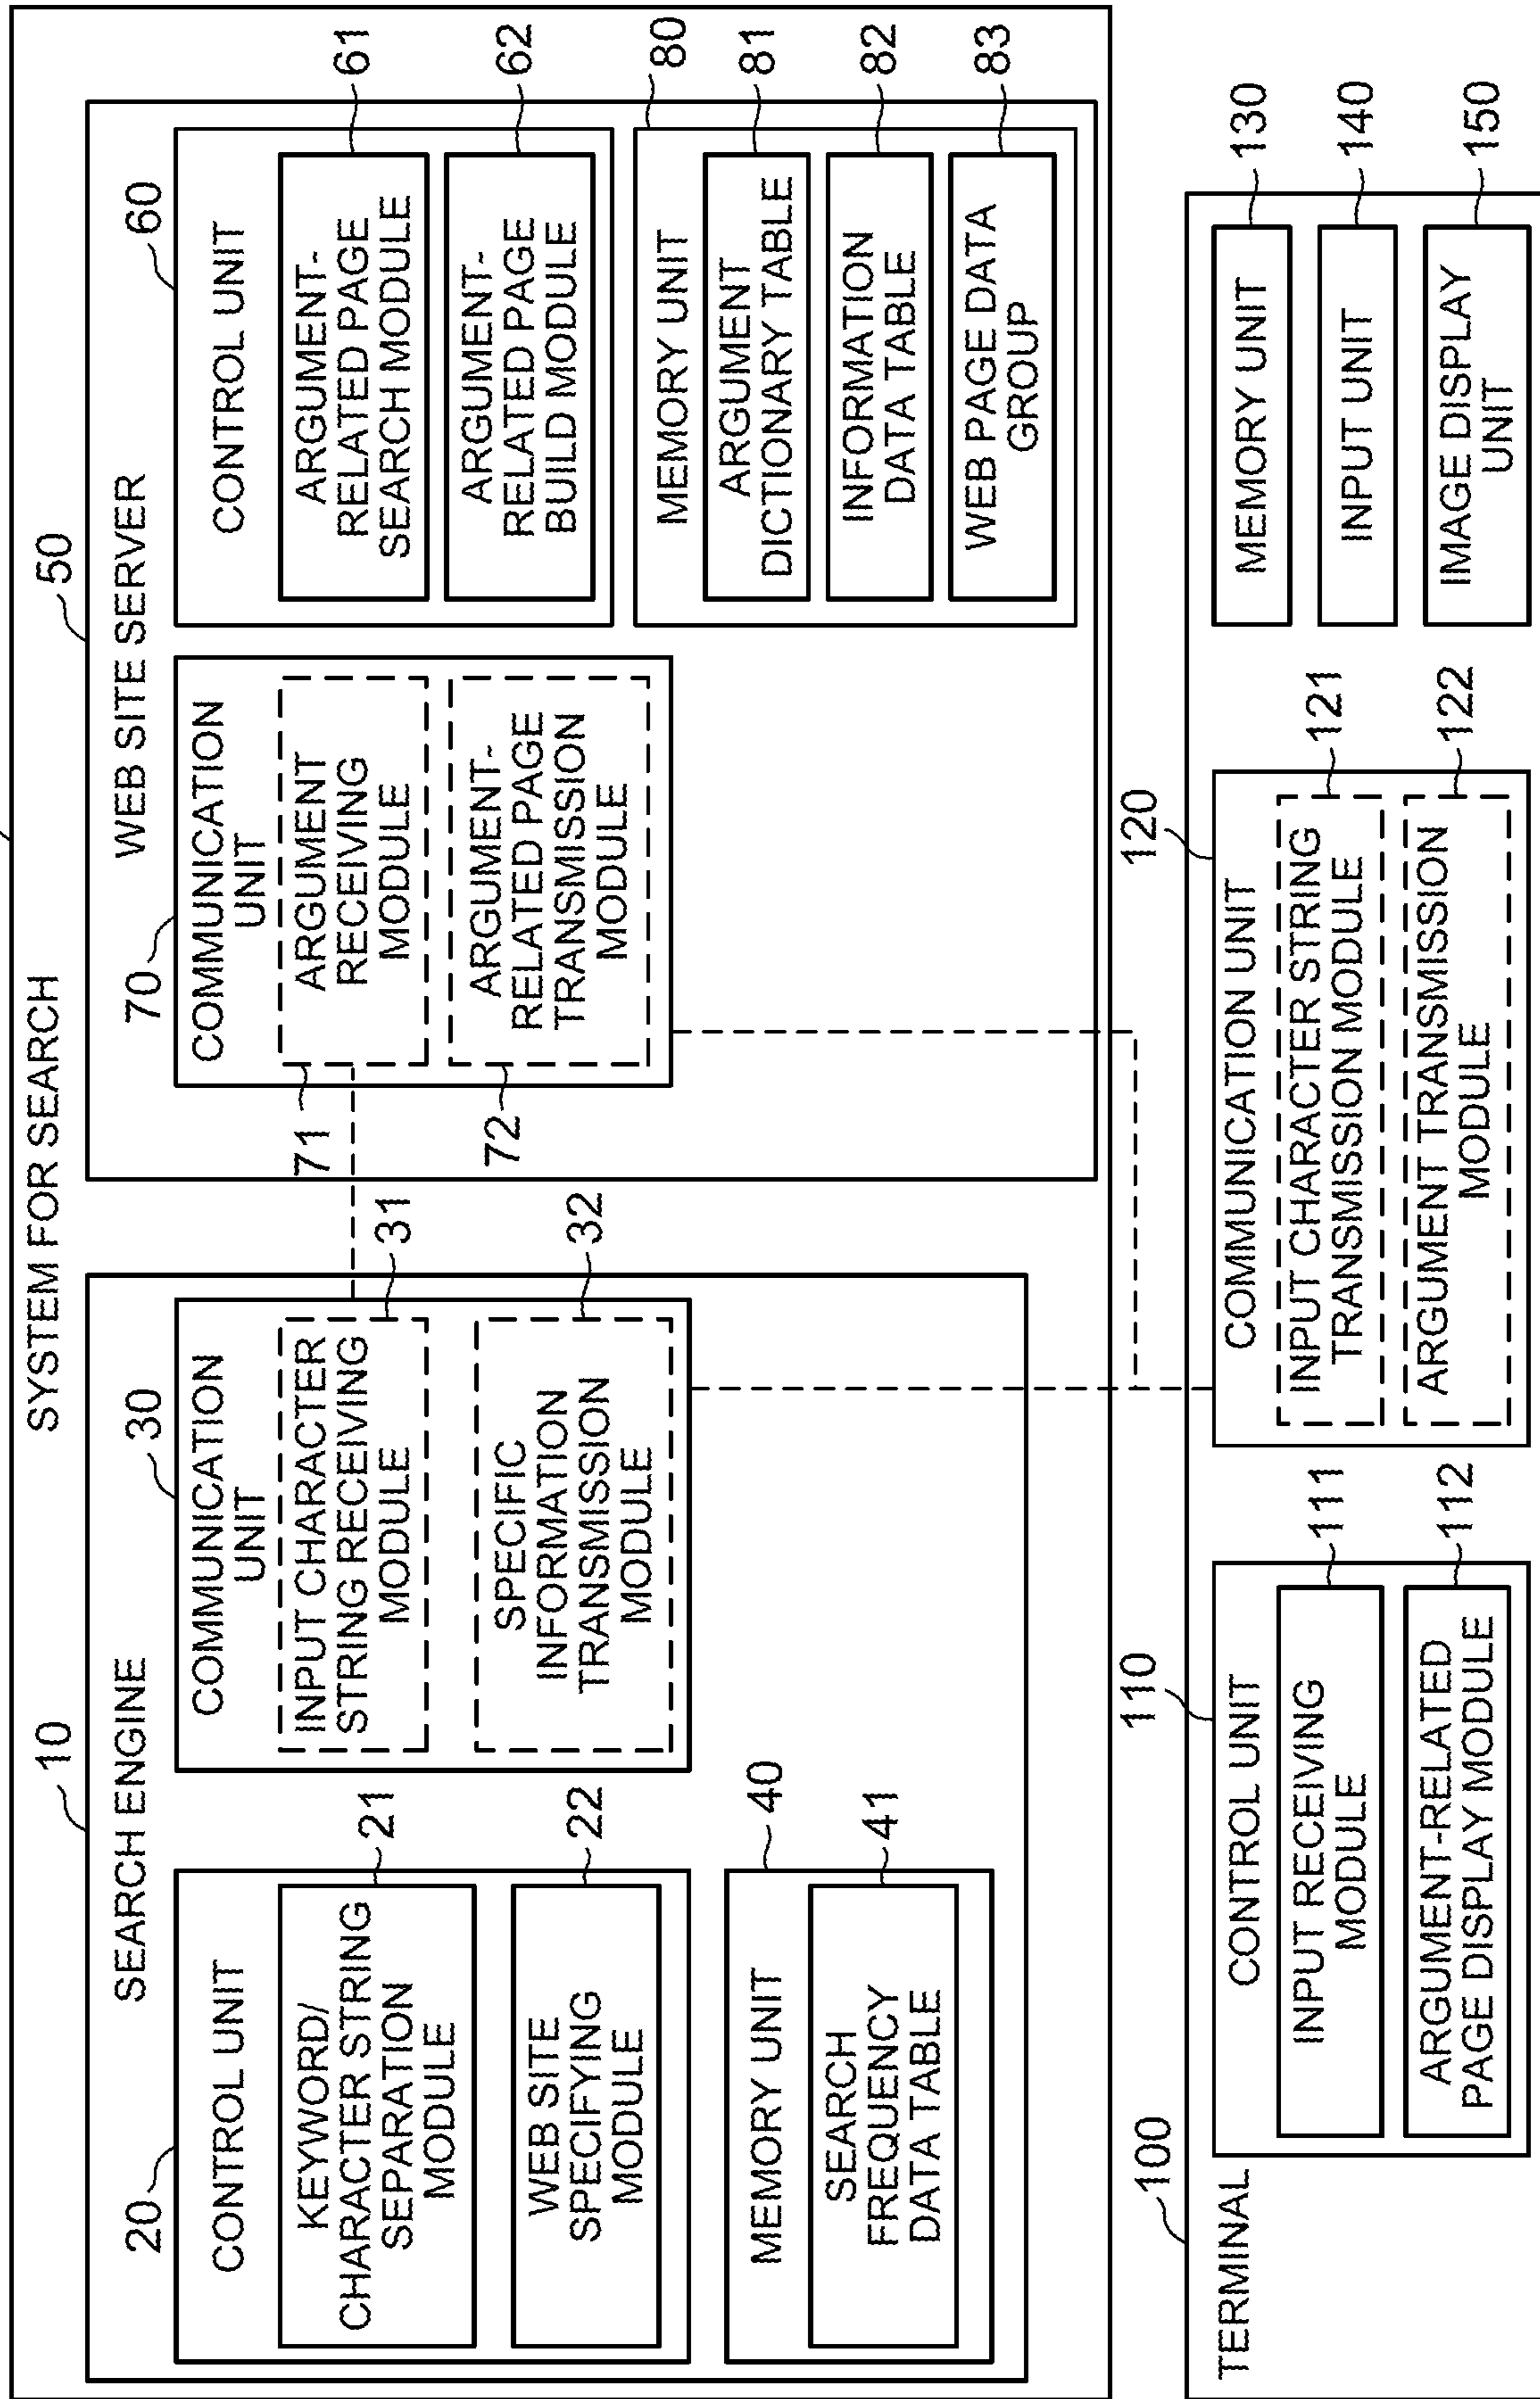 SYSTEM FOR SEARCH
10
SEARCH ENGINE
20
CONTROL UNIT
KEYWORD/
CHARACTER STRING
SEPARATION
MODULE
21
WEB SITE
SPECIFYING
MODULE
22
MEMORY UNIT
40
SEARCH
FREQUENCY
DATA TABLE
41
30
COMMUNICATION
UNIT
INPUT CHARACTER
STRING RECEIVING
MODULE
31
SPECIFIC
INFORMATION
TRANSMISSION
MODULE
32
50
WEB SITE SERVER
70
COMMUNICATION
UNIT
71
ARGUMENT
RECEIVING
MODULE
72
ARGUMENT-
RELATED PAGE
TRANSMISSION
MODULE
60
CONTROL UNIT
ARGUMENT-
RELATED PAGE
SEARCH MODULE
61
ARGUMENT-
RELATED PAGE
BUILD MODULE
62
MEMORY UNIT
80
ARGUMENT
DICTIONARY TABLE
81
INFORMATION
DATA TABLE
82
WEB PAGE DATA
GROUP
83
100
TERMINAL
110
CONTROL UNIT
INPUT RECEIVING
MODULE
111
ARGUMENT-RELATED
PAGE DISPLAY MODULE
112
120
COMMUNICATION UNIT
INPUT CHARACTER STRING
TRANSMISSION MODULE
121
ARGUMENT TRANSMISSION
MODULE
122
MEMORY UNIT
130
INPUT UNIT
140
IMAGE DISPLAY
UNIT
150